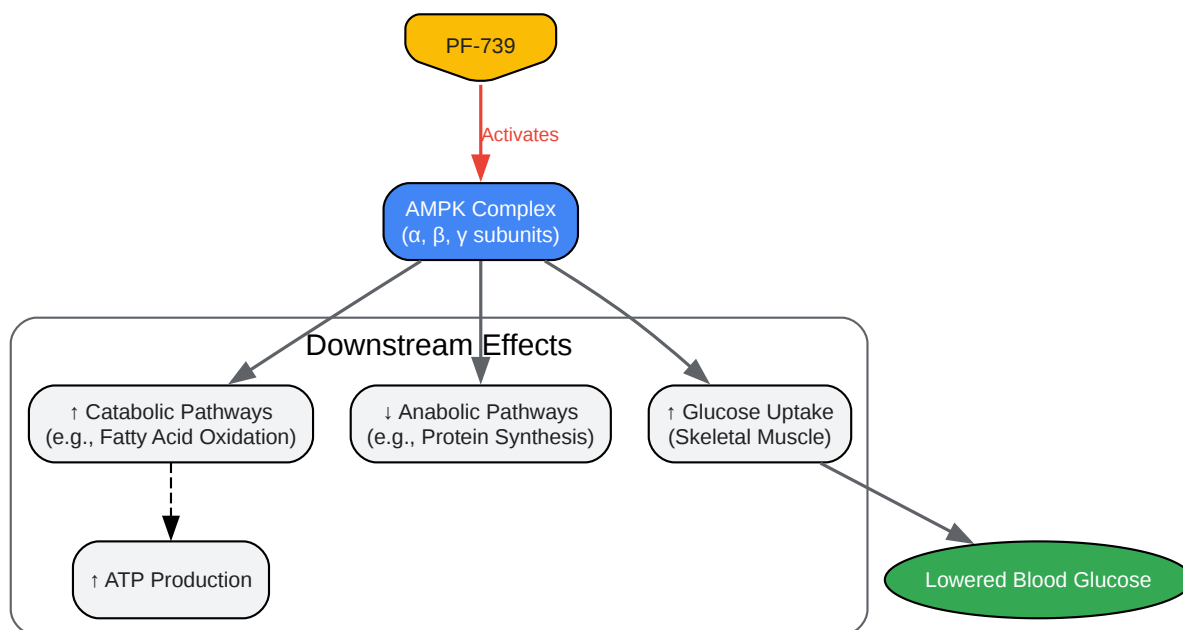 PF-739
Activates
AMPK Complex
(α, β, γ subunits)
Downstream Effects
↑ Catabolic Pathways
(e.g., Fatty Acid Oxidation)
↓ Anabolic Pathways
(e.g., Protein Synthesis)
↑ Glucose Uptake
(Skeletal Muscle)
↑ ATP Production
Lowered Blood Glucose